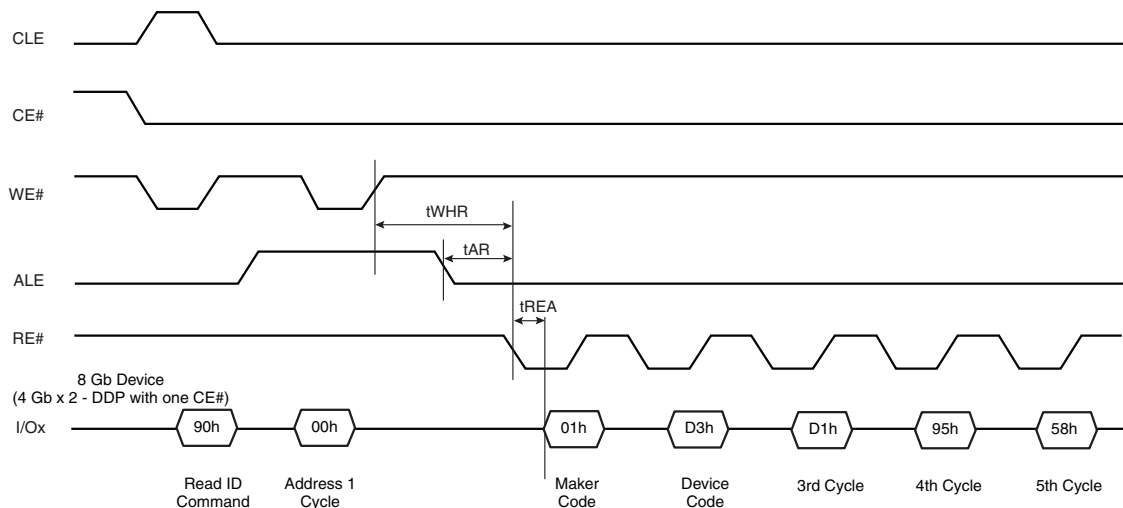 CLE
CE#
WE#
tWHR
tAR
ALE
tREA
RE#
8 Gb Device
(4 Gb x 2 - DDP with one CE#)
I/Ox 90h 00h 01h D3h D1h 95h 58h
Read ID Address 1 Maker Device 3rd Cycle 4th Cycle 5th Cycle
Command Cycle Code Code